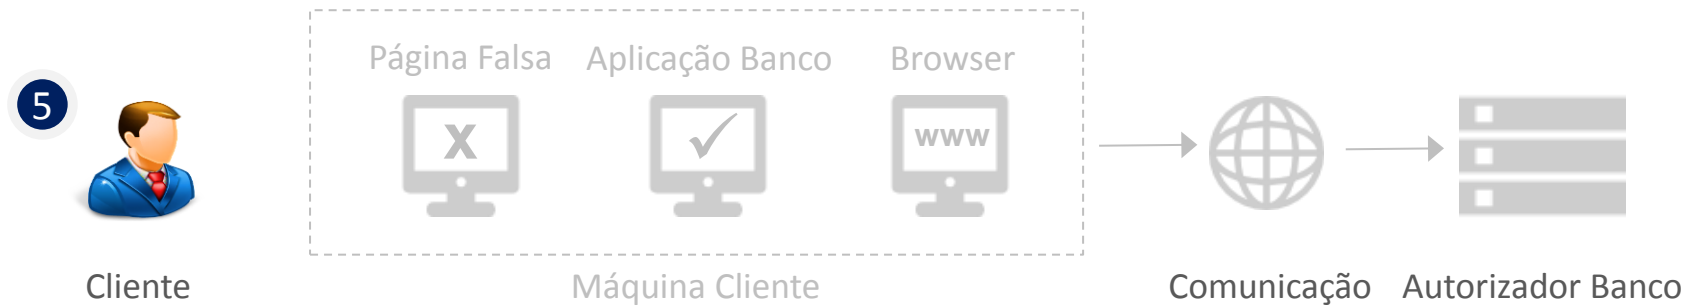 Página Falsa
Aplicação Banco
Browser
5
X
www
Cliente
Máquina Cliente
Comunicação
Autorizador Banco